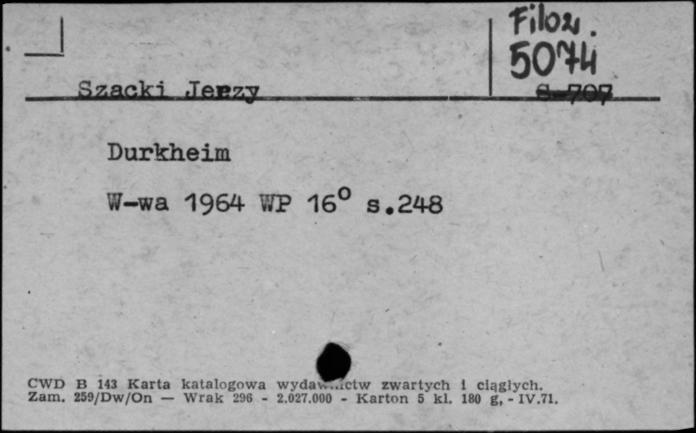 Filoz.
5074
S-707
Szacki Jerzy
Durkheim
W-wa 1964 WP 16° s.248
CWD B 143 Karta katalogowa wydawnictw zwartych i ciągłych.
Zam. 259/Dw/On — Wrak 296 - 2.027.000 - Karton 5 kl. 180 g, - IV.71.